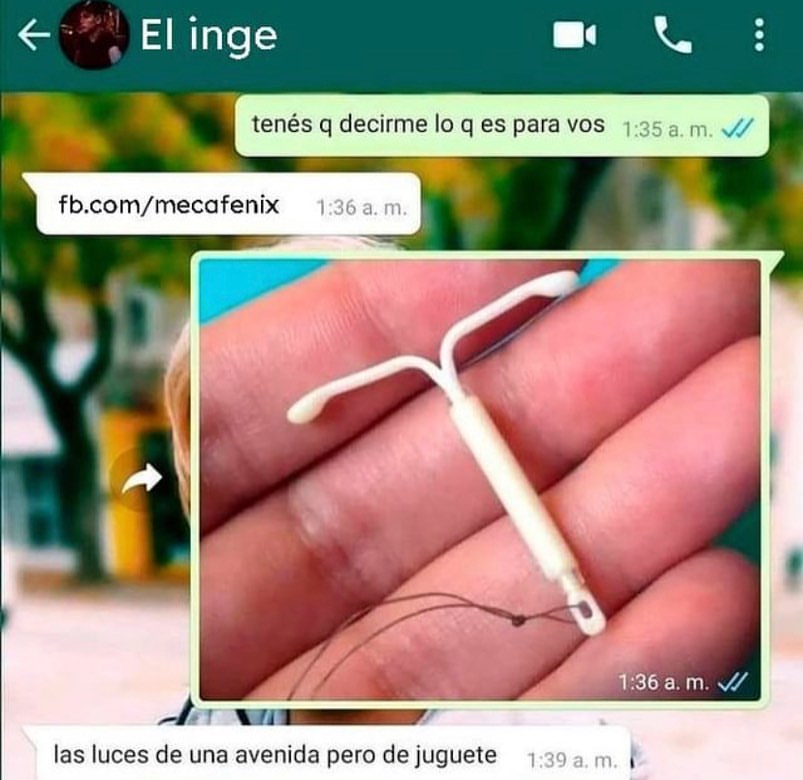 El inge
tenés q decirme lo q es para vos 1:35 a. m.
fb.com/mecafenix 1:36 a. m.
1:36 a. m.
las luces de una avenida pero de juguete 1:39 a. m.